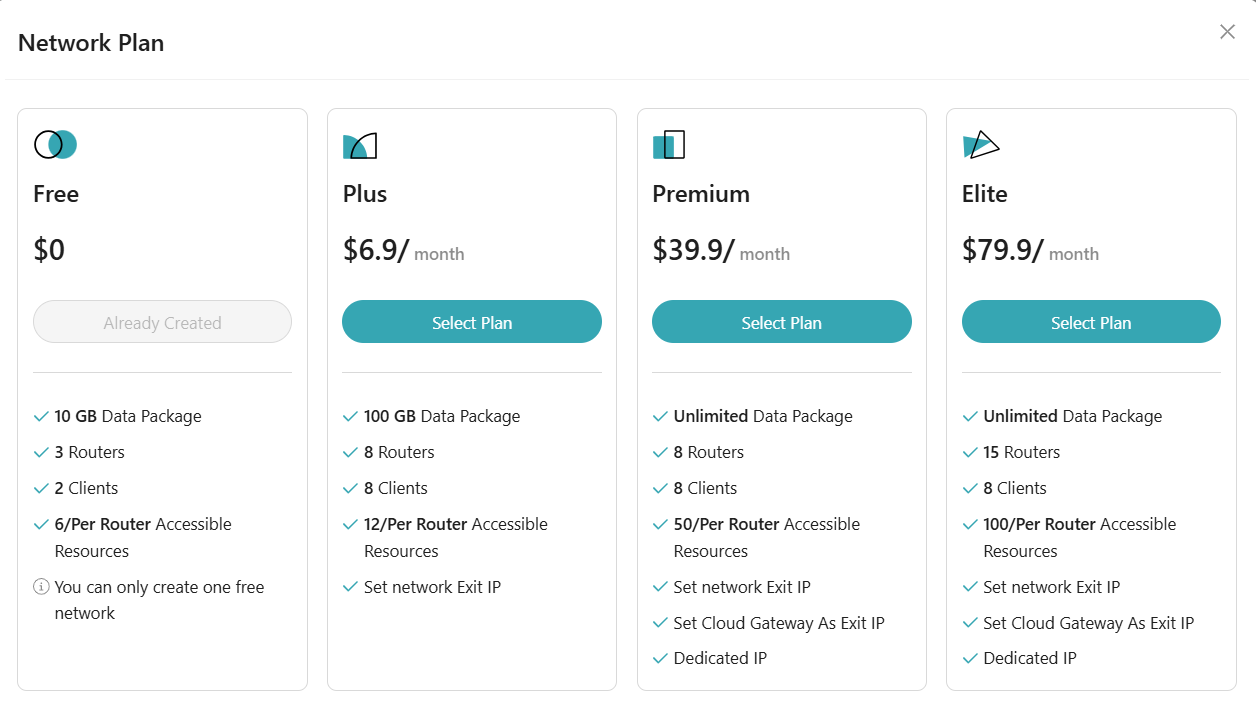 Network Plan
Free
$0
Already Created
10 GB Data Package
3 Routers
2 Clients
6/Per Router Accessible
Resources
You can only create one free
network
Plus
$6.9/ month
Select Plan
100 GB Data Package
8 Routers
8 Clients
12/Per Router Accessible
Resources
Set network Exit IP
Premium
$39.9/ month
Select Plan
Unlimited Data Package
8 Routers
8 Clients
50/Per Router Accessible
Resources
Set network Exit IP
Set Cloud Gateway As Exit IP
Dedicated IP
Elite
$79.9/ month
Select Plan
Unlimited Data Package
15 Routers
8 Clients
100/Per Router Accessible
Resources
Set network Exit IP
Set Cloud Gateway As Exit IP
Dedicated IP